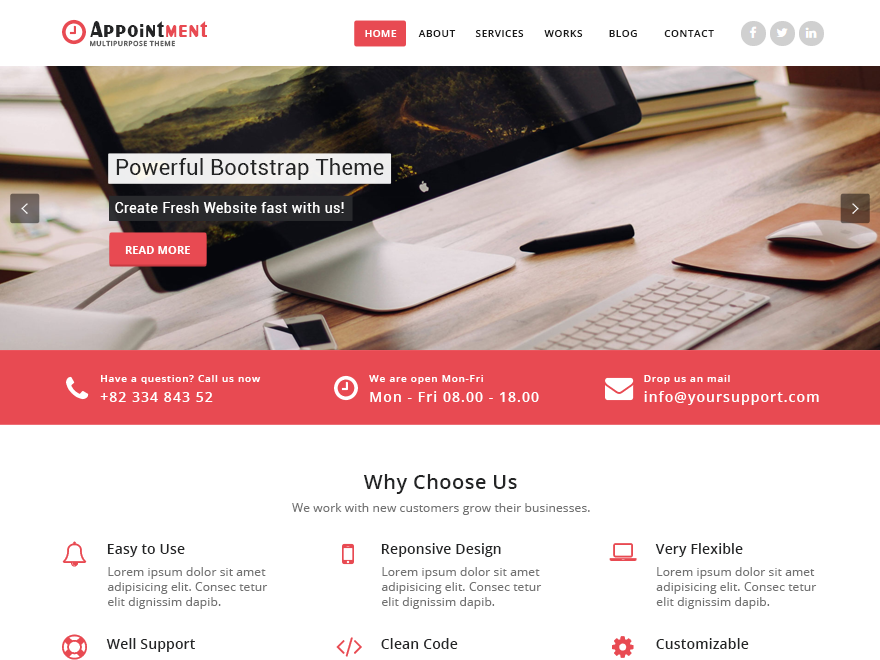 APPOiNTMENT
MULTIPURPOSE THEME
HOME ABOUT SERVICES WORKS BLOG CONTACT
Powerful Bootstrap Theme
Create Fresh Website fast with us!
READ MORE
Have a question? Call us now
+82 334 843 52
We are open Mon-Fri
Mon - Fri 08.00 - 18.00
Drop us an mail
info@yoursupport.com
Why Choose Us
We work with new customers grow their businesses.
Easy to Use
Lorem ipsum dolor sit amet
adipisicing elit. Consec tetur
elit dignissim dapib.
Reponsive Design
Lorem ipsum dolor sit amet
adipisicing elit. Consec tetur
elit dignissim dapib.
Very Flexible
Lorem ipsum dolor sit amet
adipisicing elit. Consec tetur
elit dignissim dapib.
Well Support
Clean Code
Customizable